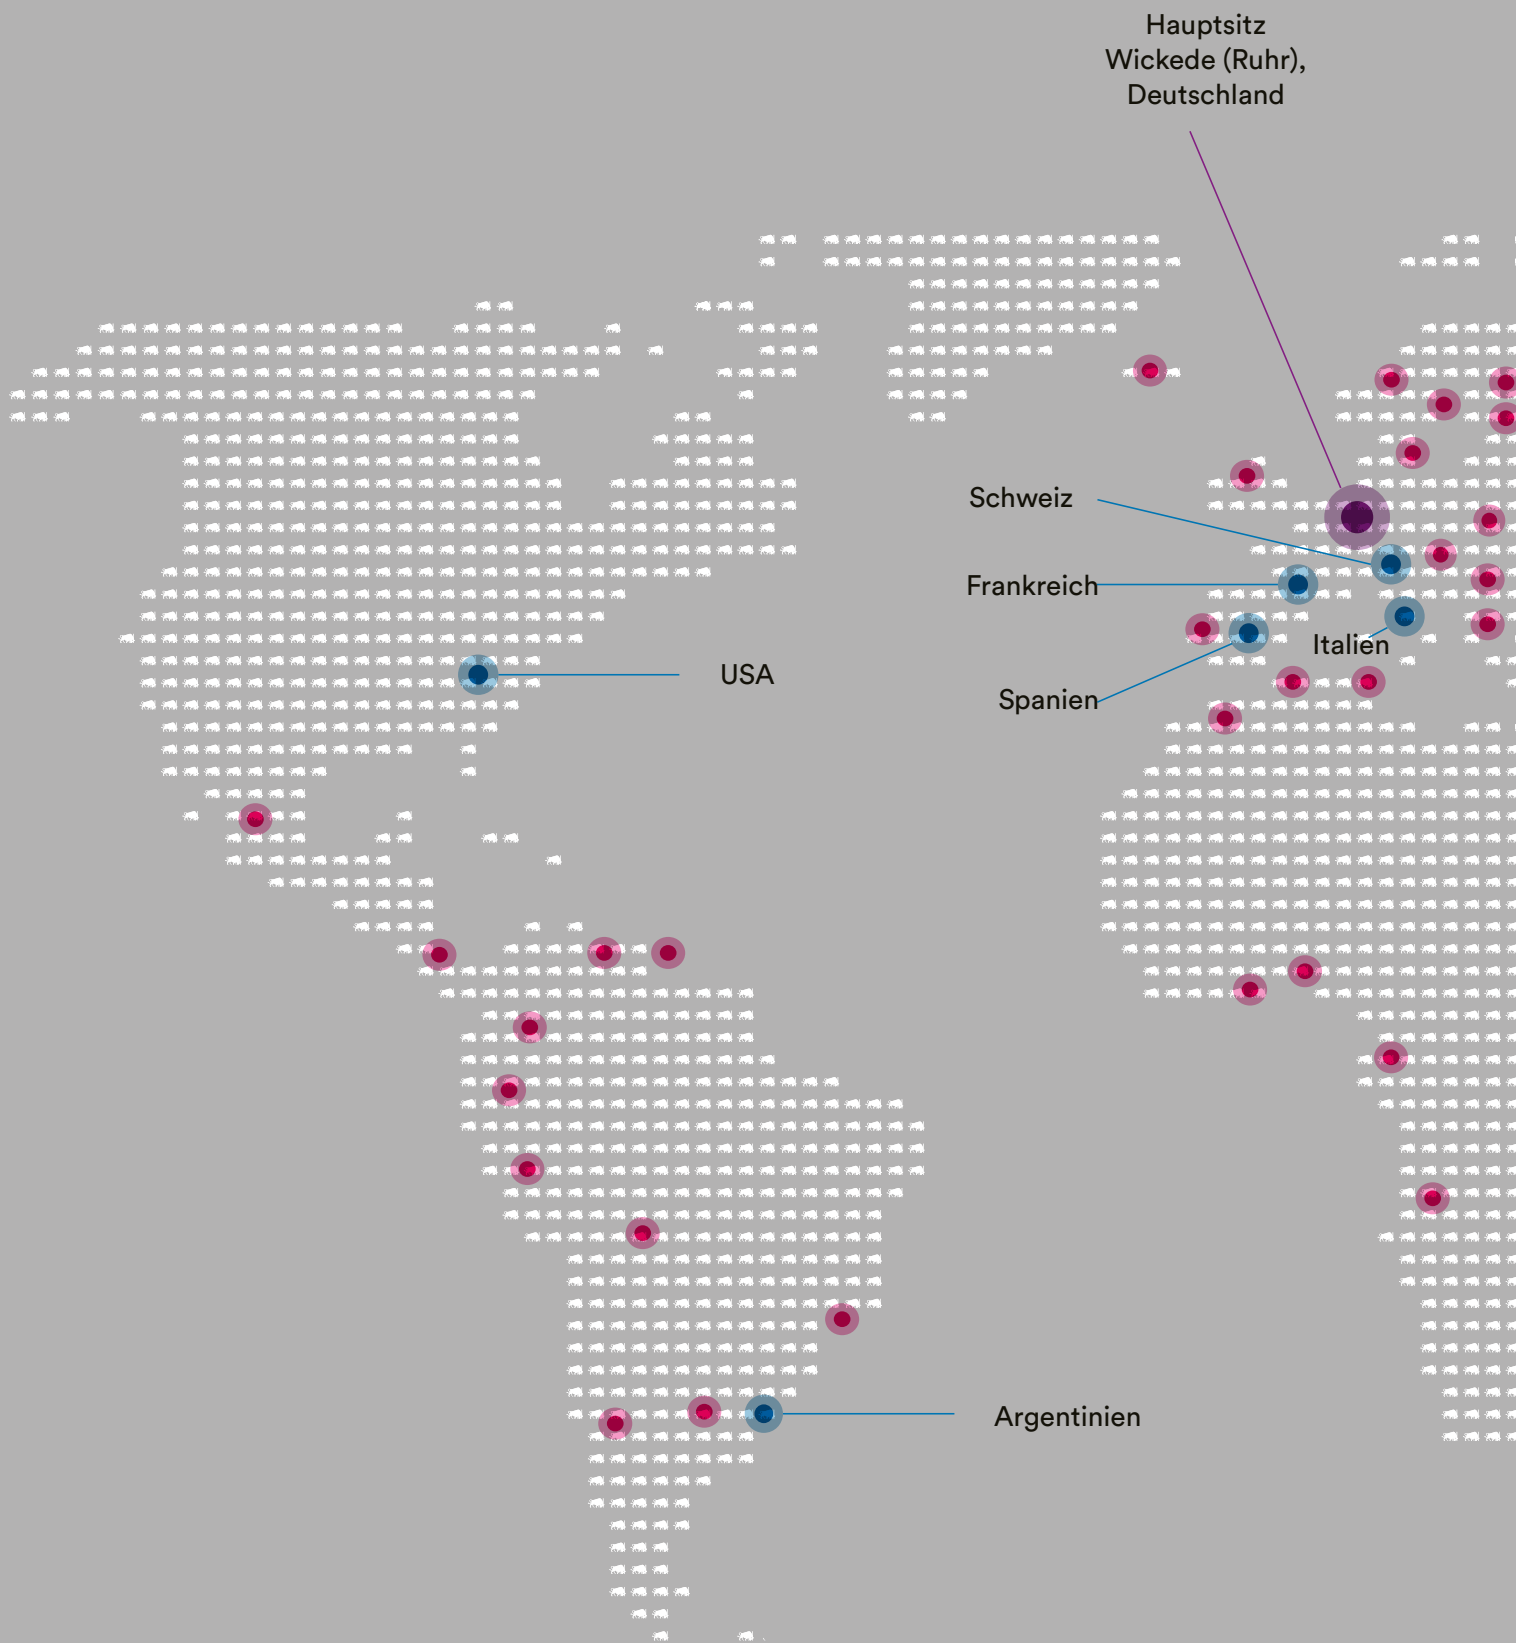 Hauptsitz
Wickede (Ruhr),
Deutschland
Schweiz
Frankreich
Italien
USA
Spanien
Argentinien